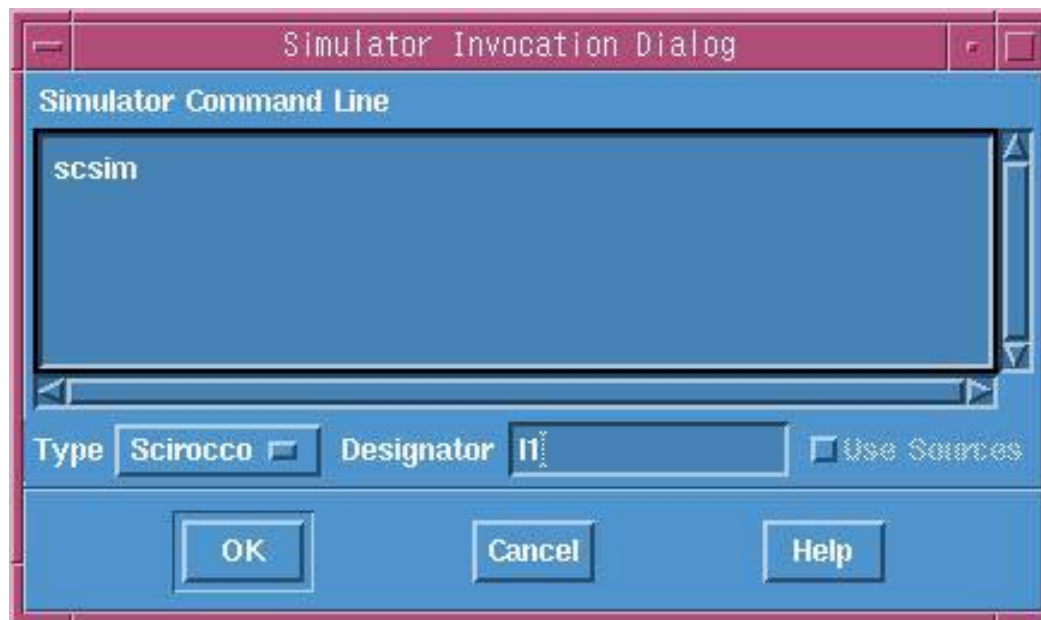 Simulator Invocation Dialog
Simulator Command Line
scsim
Type Scirocco Designator I1 Use Sources
OK Cancel Help